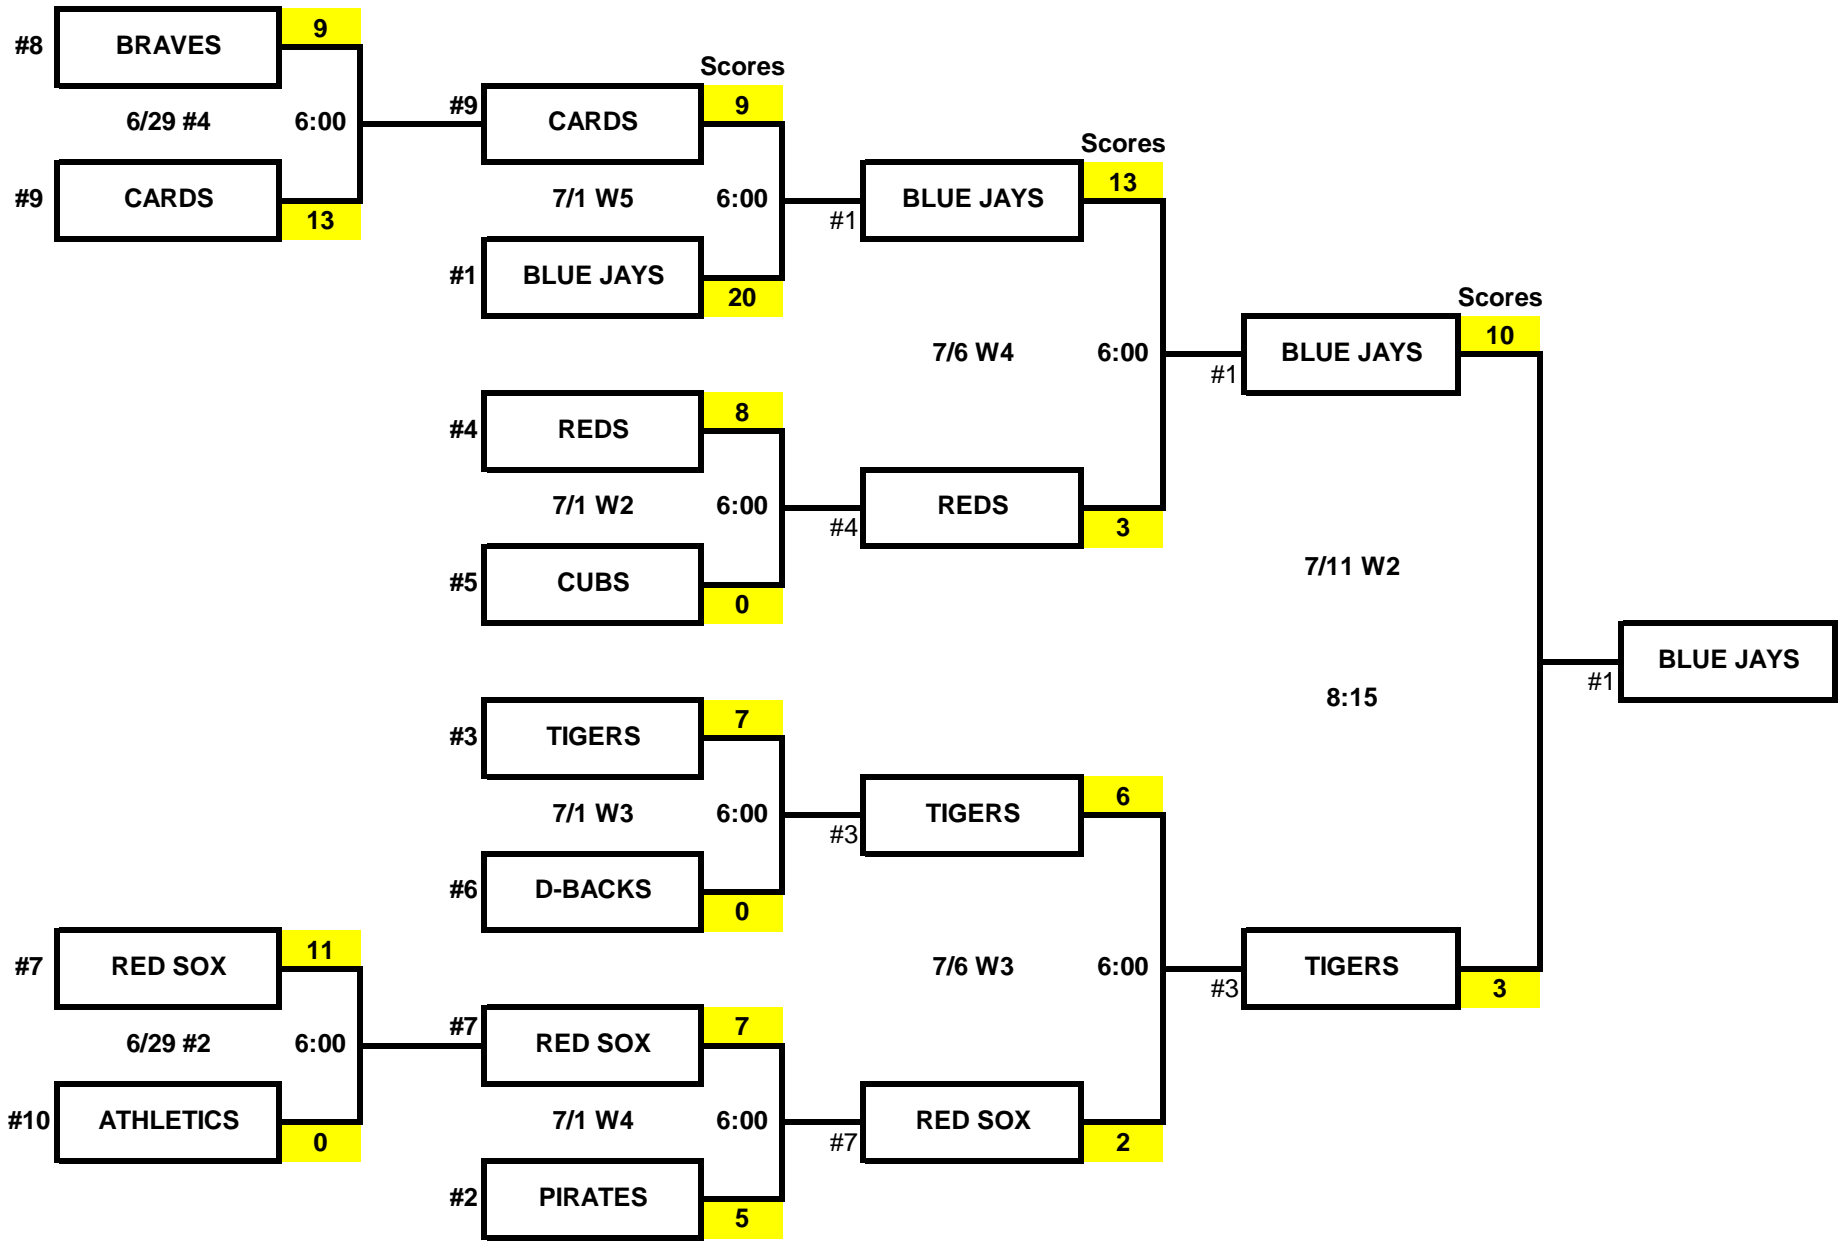 9
#8 BRAVES
6/29 #4 6:00
#9 CARDS
13
Scores
#9 9
CARDS
7/1 W5 6:00
#1 BLUE JAYS
20
Scores
13
BLUE JAYS
#1
7/6 W4 6:00
8
#4 REDS
7/1 W2 6:00
#5 CUBS
0
REDS
#4
3
Scores
10
BLUE JAYS
#1
7/11 W2
8:15
BLUE JAYS
#1
7
#3 TIGERS
7/1 W3 6:00
#6 D-BACKS
0
6
TIGERS
#3
7/6 W3 6:00
TIGERS
#3
3
11
#7 RED SOX
6/29 #2 6:00
#10 ATHLETICS
0
#7 7
RED SOX
7/1 W4 6:00
#2 PIRATES
5
RED SOX
#7
2